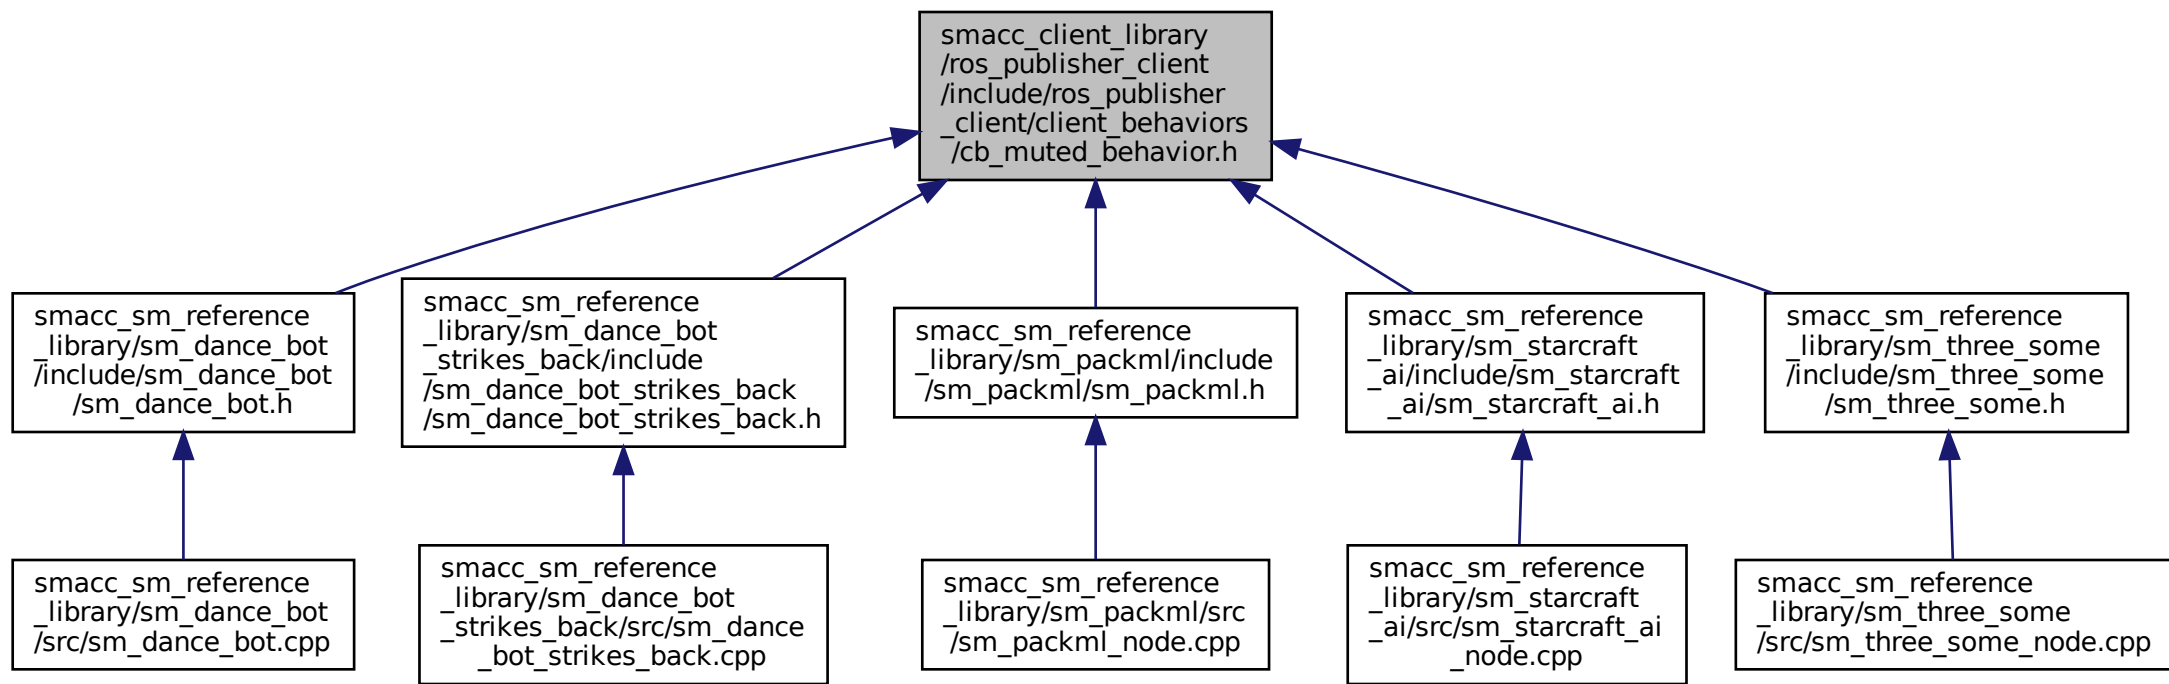 smacc_client_library
/ros_publisher_client
/include/ros_publisher
_client/client_behaviors
/cb_muted_behavior.h
smacc_sm_reference
_library/sm_dance_bot
/include/sm_dance_bot
/sm_dance_bot.h
smacc_sm_reference
_library/sm_dance_bot
_strikes_back/include
/sm_dance_bot_strikes_back
/sm_dance_bot_strikes_back.h
smacc_sm_reference
_library/sm_packml/include
/sm_packml/sm_packml.h
smacc_sm_reference
_library/sm_starcraft
_ai/include/sm_starcraft
_ai/sm_starcraft_ai.h
smacc_sm_reference
_library/sm_three_some
/include/sm_three_some
/sm_three_some.h
smacc_sm_reference
_library/sm_dance_bot
/src/sm_dance_bot.cpp
smacc_sm_reference
_library/sm_dance_bot
_strikes_back/src/sm_dance
_bot_strikes_back.cpp
smacc_sm_reference
_library/sm_packml/src
/sm_packml_node.cpp
smacc_sm_reference
_library/sm_starcraft
_ai/src/sm_starcraft_ai
_node.cpp
smacc_sm_reference
_library/sm_three_some
/src/sm_three_some_node.cpp